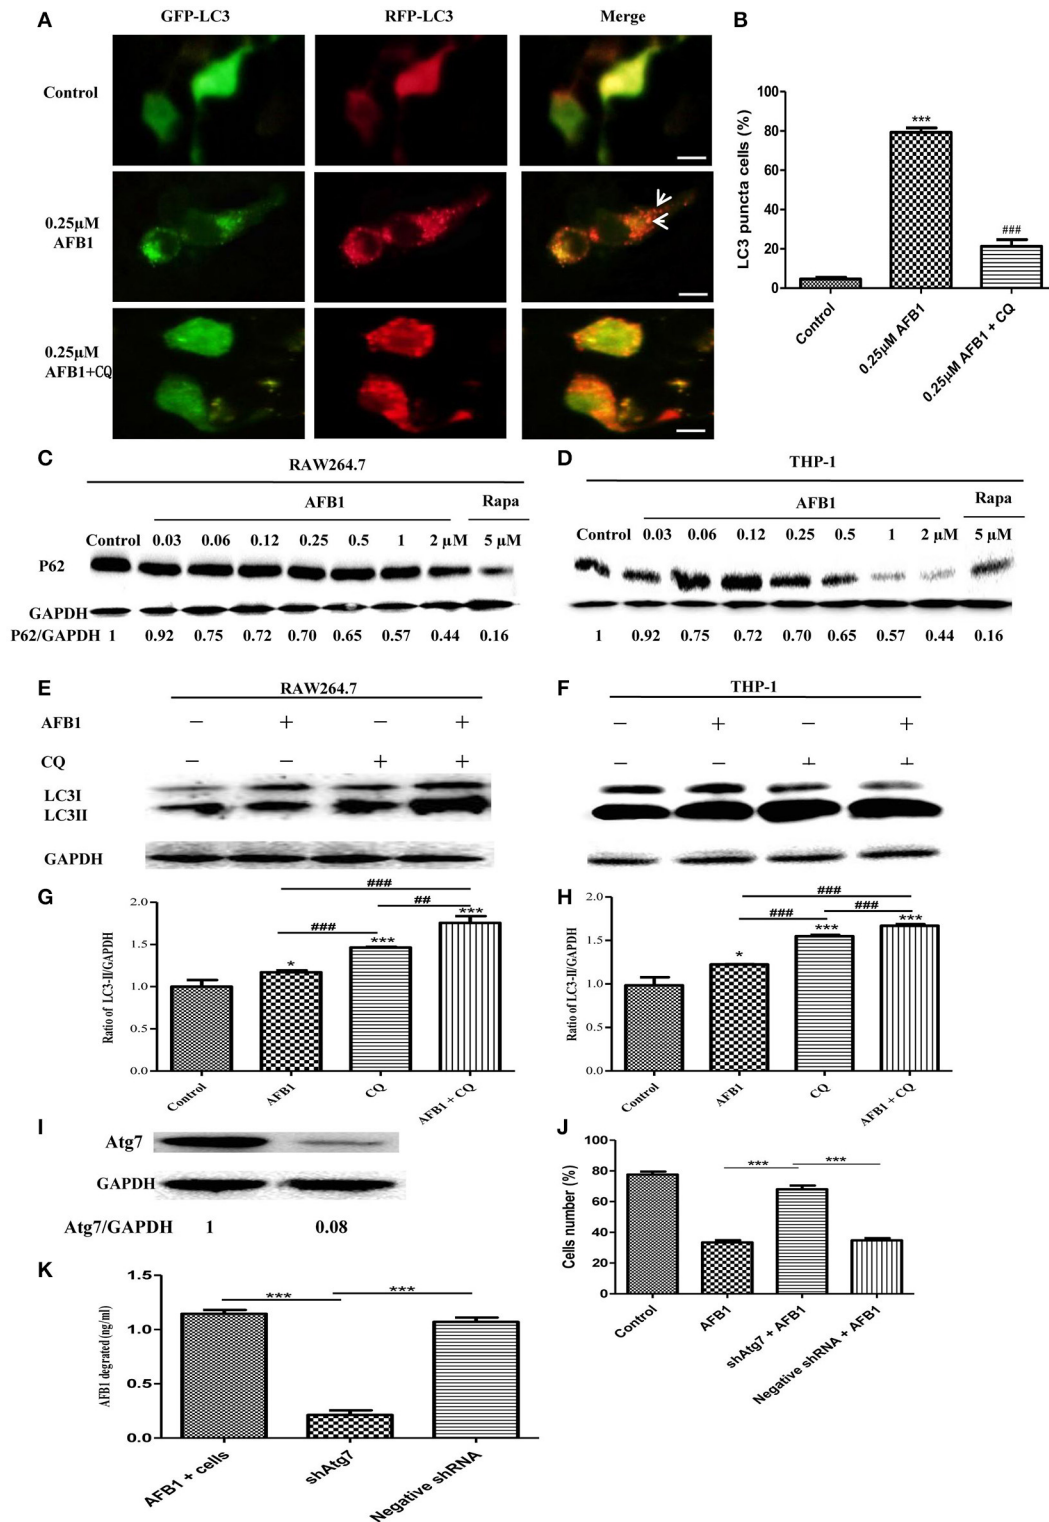 A
GFP-LC3 RFP-LC3 Merge
Control
0.25µM
AFB1
0.25µM
AFB1+CQ
B
LC3 puncta cells (%)
100
80
60
40
20
0
***
###
Control
0.25µM AFB1
0.25µM AFB1 + CQ
C
RAW264.7
AFB1 Rapa
Control 0.03 0.06 0.12 0.25 0.5 1 2 µM 5 µM
P62
GAPDH
P62/GAPDH 1 0.92 0.75 0.72 0.70 0.65 0.57 0.44 0.16
D
THP-1
AFB1 Rapa
Control 0.03 0.06 0.12 0.25 0.5 1 2 µM 5 µM
1 0.92 0.75 0.72 0.70 0.65 0.57 0.44 0.16
E
RAW264.7
AFB1 – + – +
CQ – – + +
LC3I
LC3II
GAPDH
F
THP-1
– + – +
– – + +
G
Ratio of LC3-II/GAPDH
2.0
1.5
1.0
0.5
0.0
###
##
###
*
***
***
Control
AFB1
CQ
AFB1 + CQ
H
Ratio of LC3-II/GAPDH
2.0
1.5
1.0
0.5
0.0
###
### ###
*
***
***
Control
AFB1
CQ
AFB1 + CQ
I
Atg7
GAPDH
Atg7/GAPDH 1 0.08
J
Cells number (%)
100
80
60
40
20
0
*** ***
Control
AFB1
shAtg7 + AFB1
Negative shRNA + AFB1
K
AFB1 degrated (ng/ml)
1.5
1.0
0.5
0.0
*** ***
AFB1 + cells
shAtg7
Negative shRNA